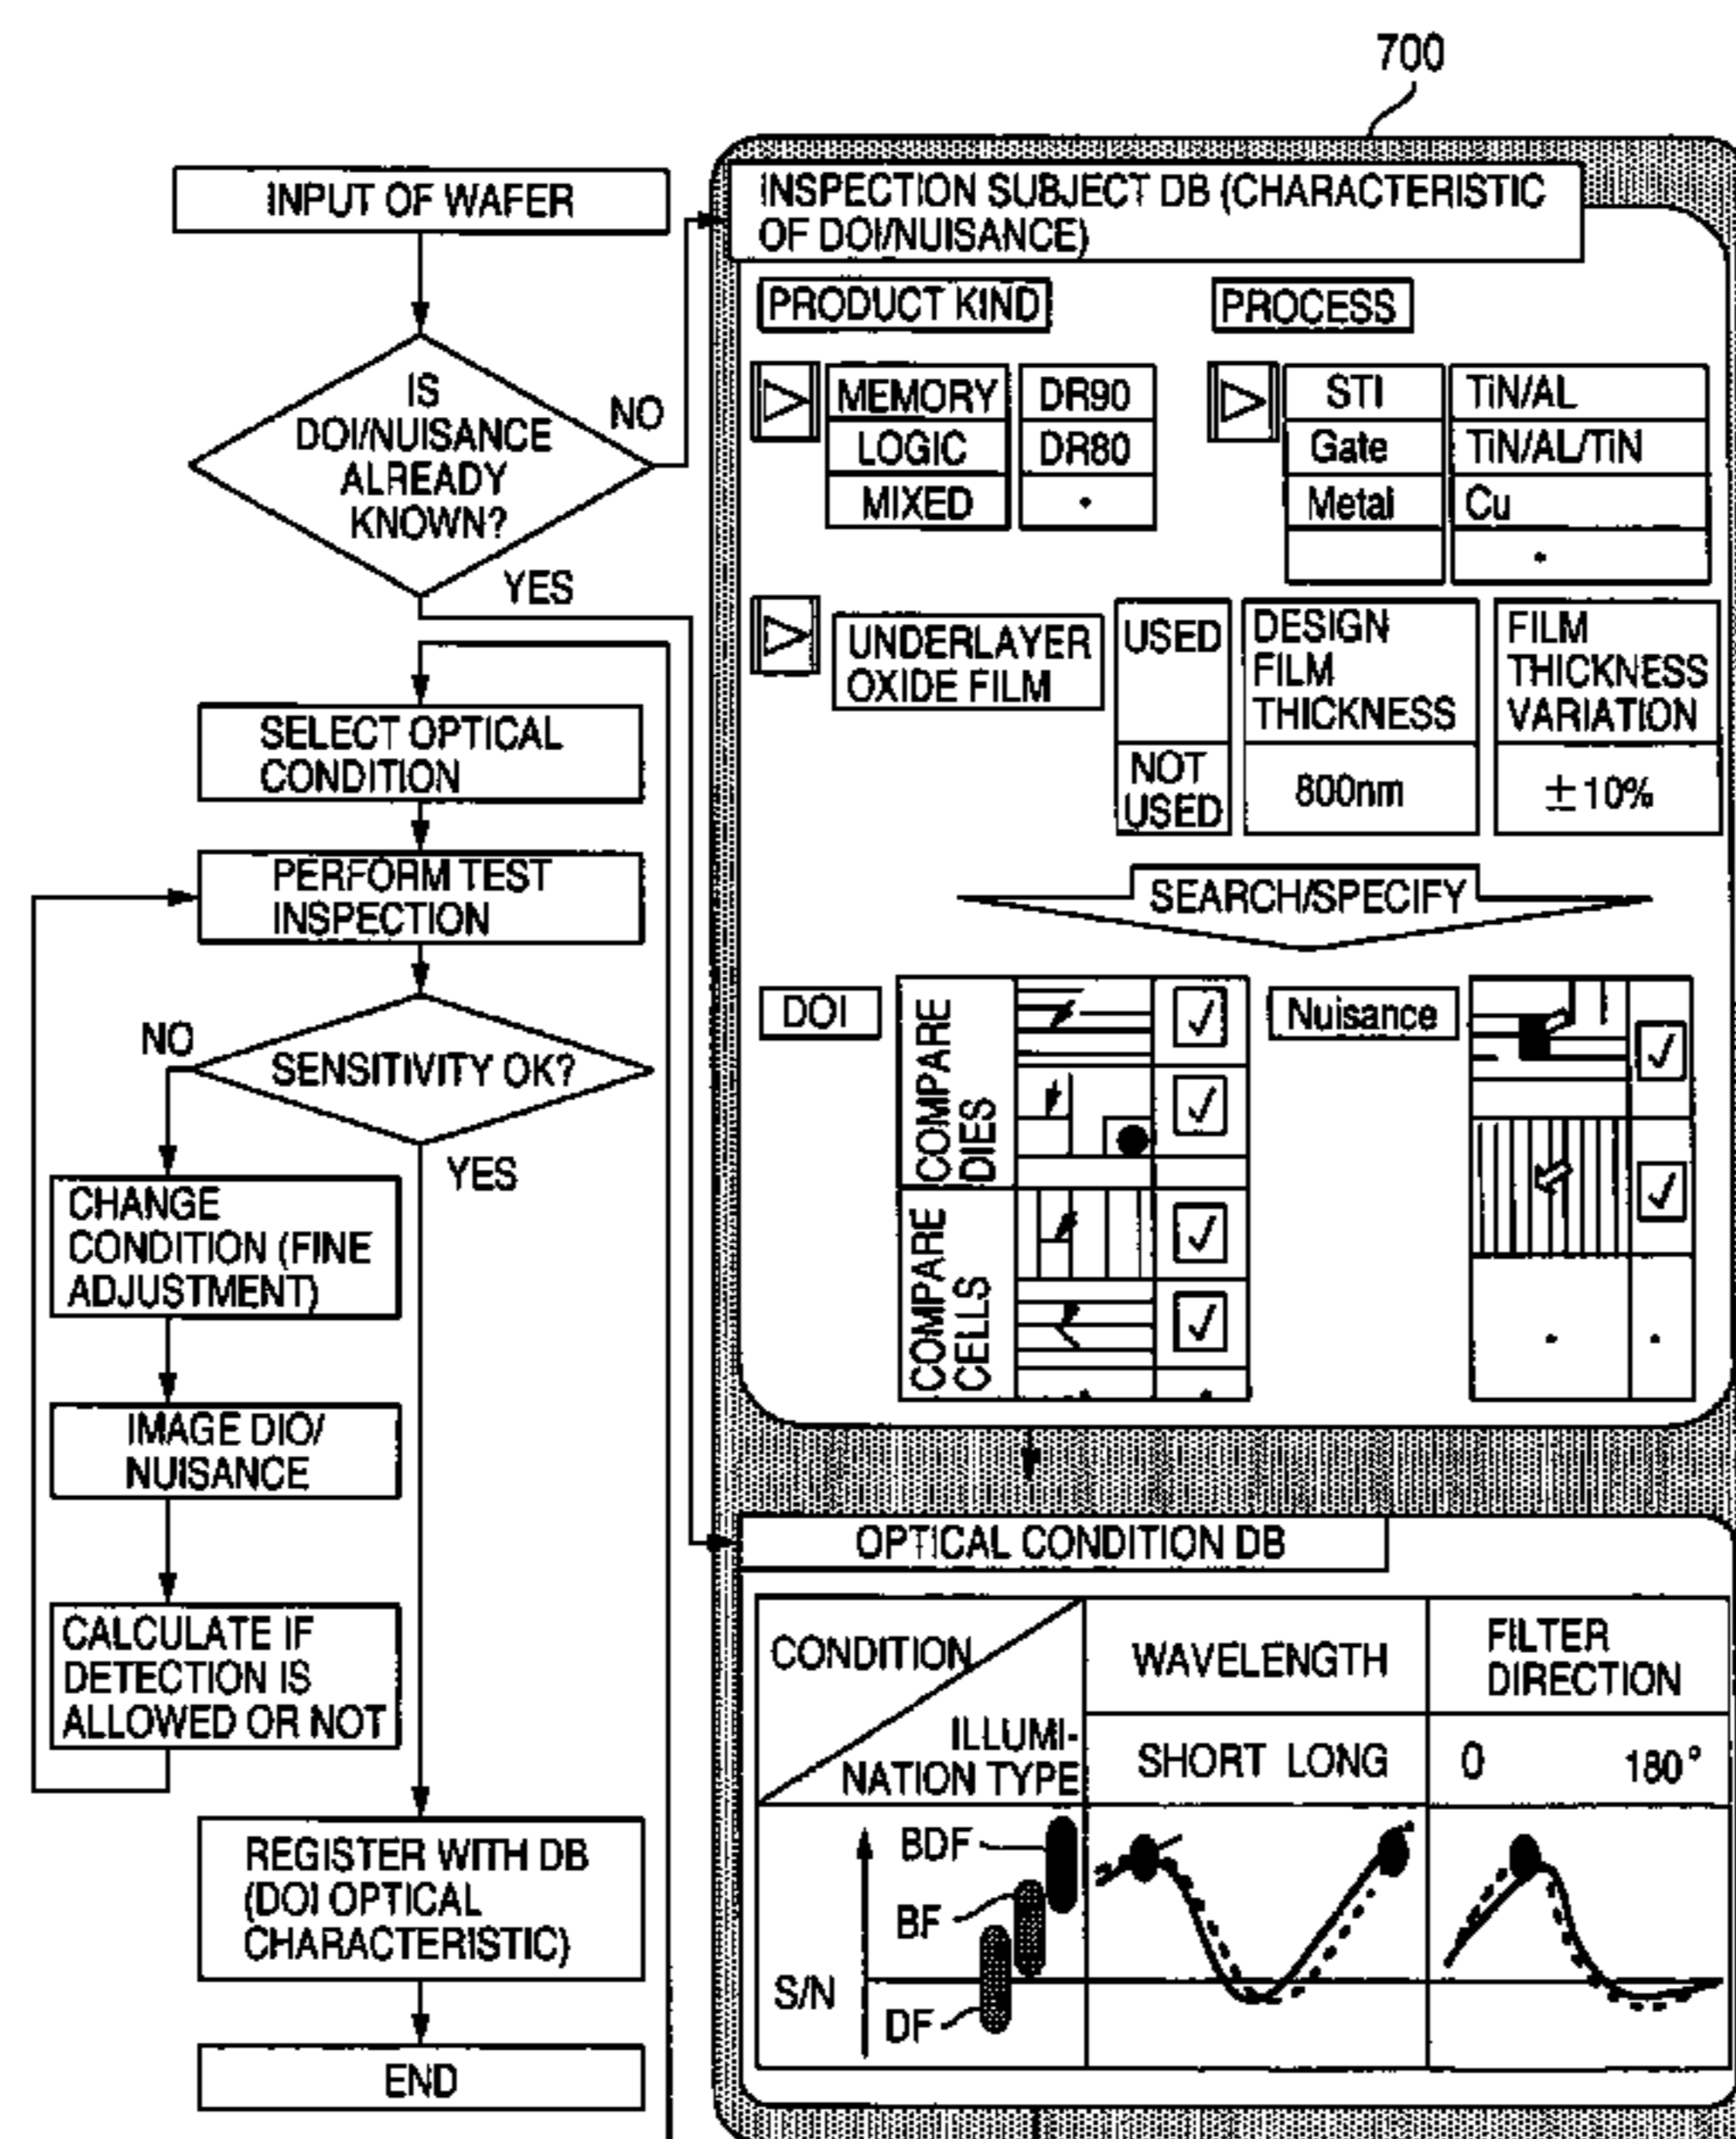 700
INPUT OF WAFER
IS
DOI/NUISANCE
ALREADY
KNOWN?
NO
YES
SELECT OPTICAL
CONDITION
PERFORM TEST
INSPECTION
NO
SENSITIVITY OK?
YES
CHANGE
CONDITION (FINE
ADJUSTMENT)
IMAGE DIO/
NUISANCE
CALCULATE IF
DETECTION IS
ALLOWED OR NOT
REGISTER WITH DB
(DOI OPTICAL
CHARACTERISTIC)
END
INSPECTION SUBJECT DB (CHARACTERISTIC
OF DOI/NUISANCE)
PRODUCT KIND
MEMORY DR90
LOGIC DR80
MIXED •
PROCESS
STI TiN/AL
Gate TiN/AL/TiN
Metal Cu
•
UNDERLAYER
OXIDE FILM
USED
NOT
USED
DESIGN
FILM
THICKNESS
800nm
FILM
THICKNESS
VARIATION
±10%
SEARCH/SPECIFY
DOI
COMPARE
DIES
COMPARE
CELLS
Nuisance
OPTICAL CONDITION DB
CONDITION
ILLUMI-
NATION TYPE
WAVELENGTH
SHORT LONG
FILTER
DIRECTION
0 180°
BDF
BF
S/N
DF